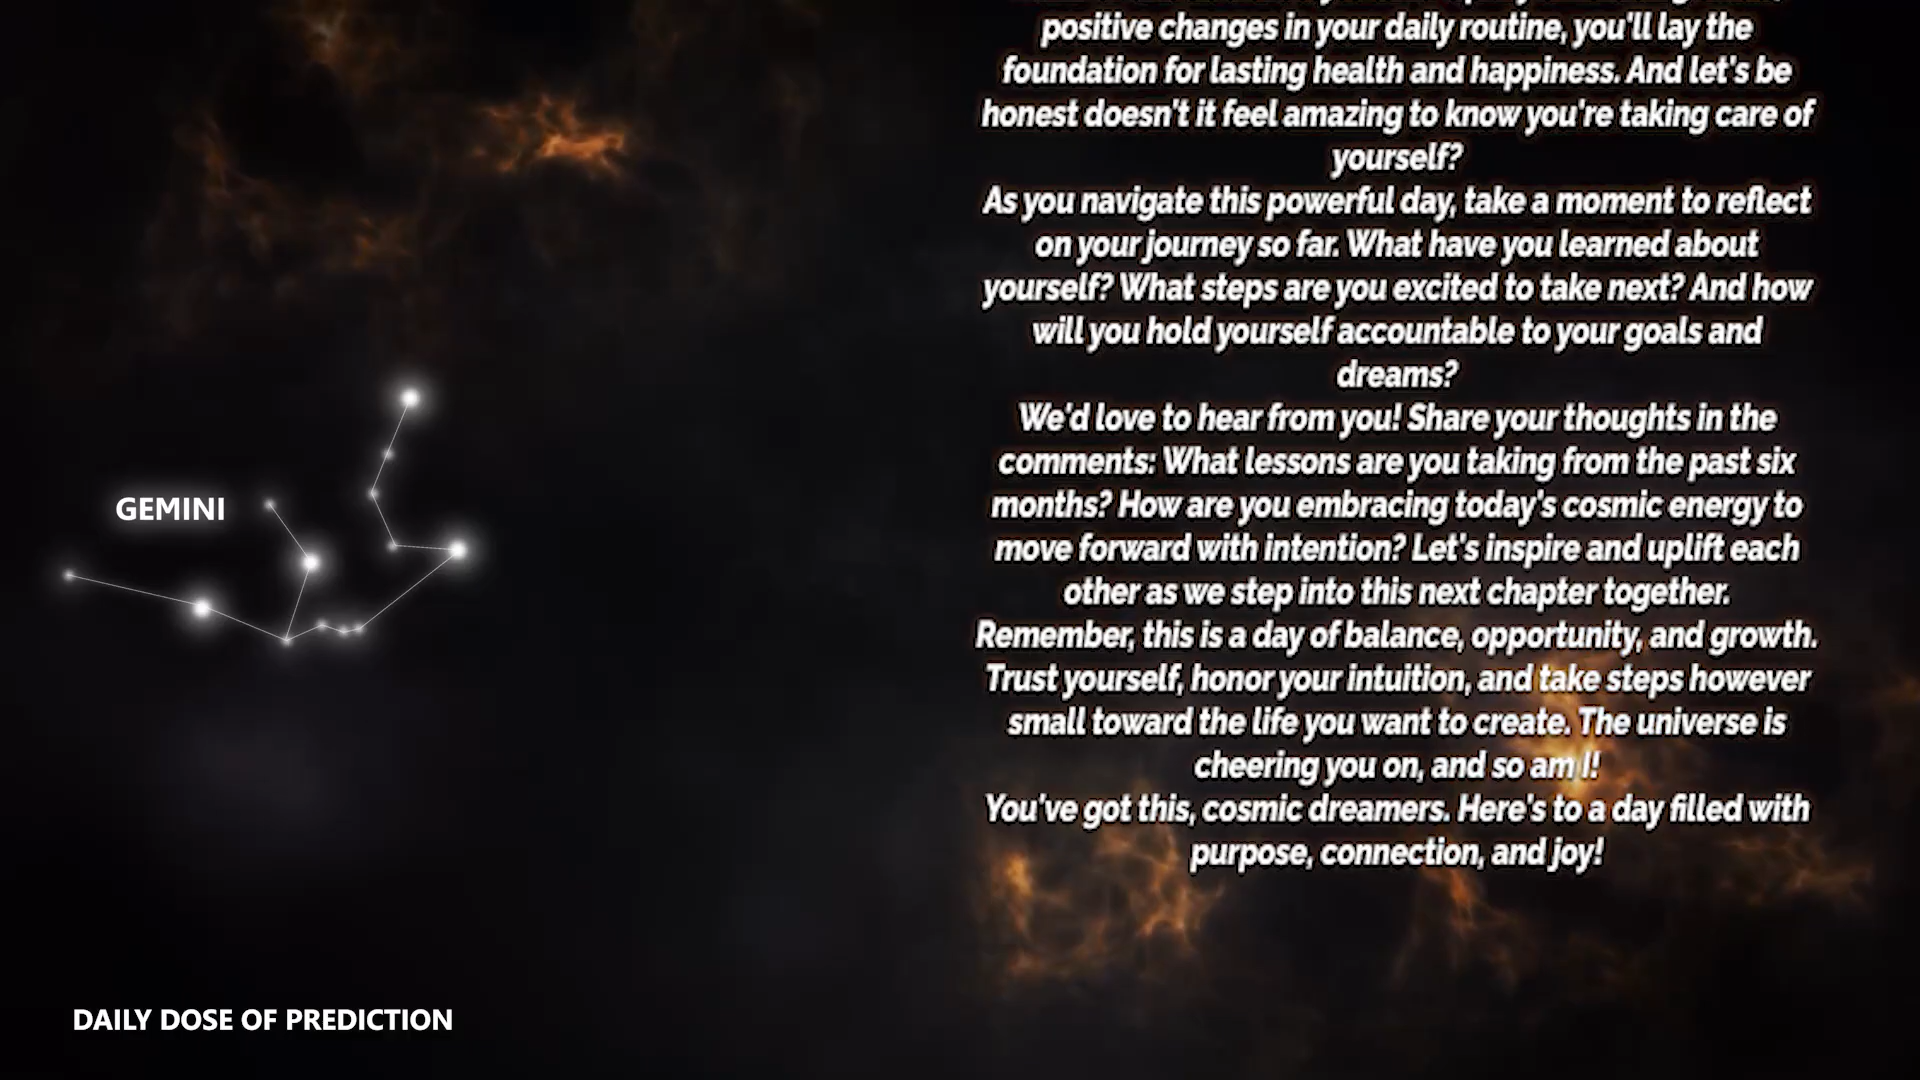 positive changes in your daily routine, you'll lay the
foundation for lasting health and happiness. And let's be
honest doesn't it feel amazing to know you're taking care of
yourself?
As you navigate this powerful day, take a moment to reflect
on your journey so far. What have you learned about
yourself? What steps are you excited to take next? And how
will you hold yourself accountable to your goals and
dreams?
We'd love to hear from you! Share your thoughts in the
comments: What lessons are you taking from the past six
months? How are you embracing today's cosmic energy to
move forward with intention? Let's inspire and uplift each
other as we step into this next chapter together.
Remember, this is a day of balance, opportunity, and growth.
Trust yourself, honor your intuition, and take steps however
small toward the life you want to create. The universe is
cheering you on, and so am I!
You've got this, cosmic dreamers. Here's to a day filled with
purpose, connection, and joy!
GEMINI
DAILY DOSE OF PREDICTION